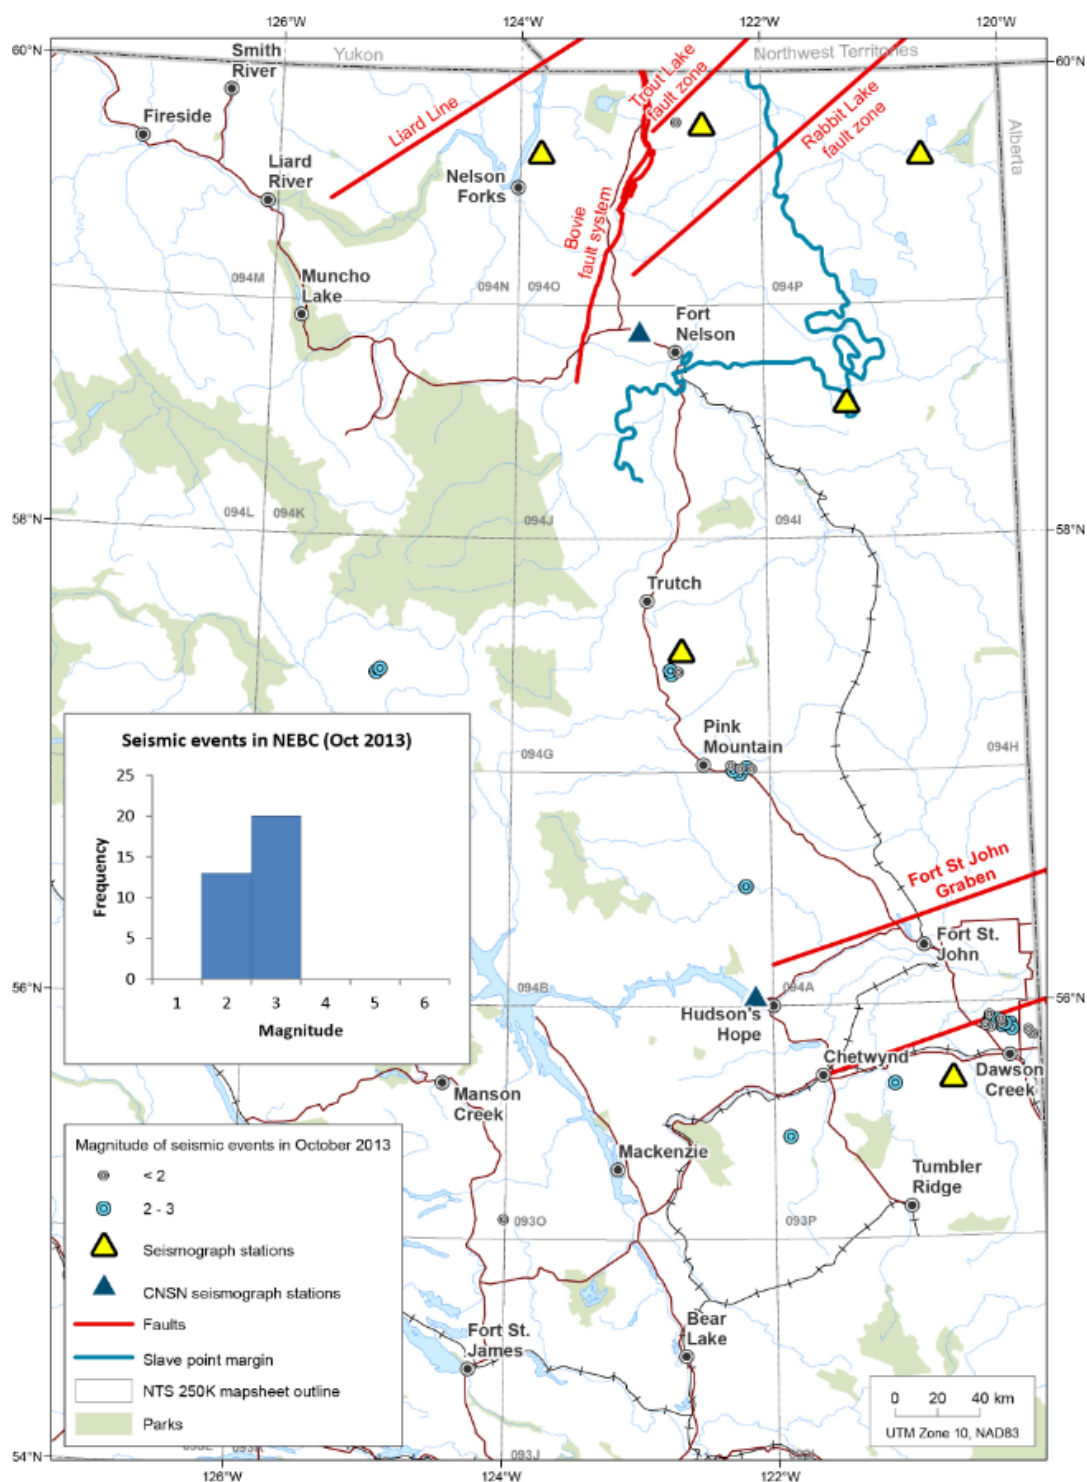 126°W
124°W
122°W
120°W
60°N
60°N
Yukon
Northwest Territories
Alberta
Smith
River
Fireside
Liard
River
Liard Line
Nelson
Forks
Trout Lake
fault zone
Rabbit Lake
fault zone
Bovie
fault system
094M
094N
094O
094P
Muncho
Lake
Fort
Nelson
58°N
58°N
094L
094K
094J
094I
Trutch
Pink
Mountain
094G
094H
Seismic events in NEBC (Oct 2013)
25
20
15
10
5
0
Frequency
1
2
3
4
5
6
Magnitude
Fort St John
Graben
Fort St.
John
56°N
56°N
094B
094A
Hudson's
Hope
Chetwynd
Dawson
Creek
Manson
Creek
Mackenzie
Tumbler
Ridge
093O
093P
Magnitude of seismic events in October 2013
< 2
2 - 3
Seismograph stations
CNSN seismograph stations
Faults
Slave point margin
NTS 250K mapsheet outline
Parks
Fort St.
James
Bear
Lake
0 20 40 km
UTM Zone 10, NAD83
54°N
54°N
093J
126°W
124°W
122°W